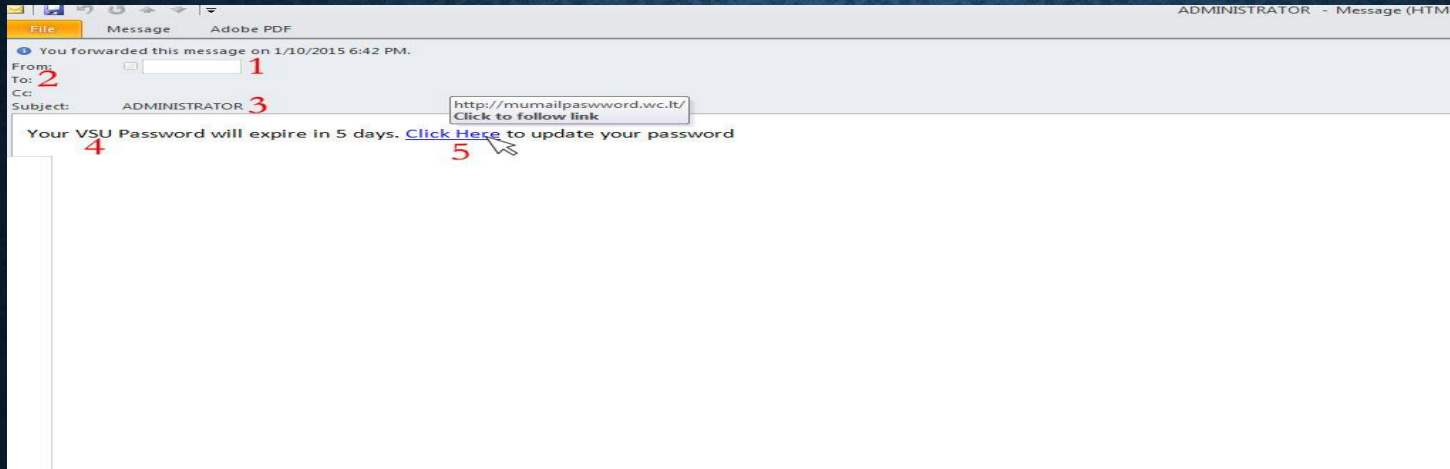 ADMINISTRATOR - Message (HTM
File Message Adobe PDF
You forwarded this message on 1/10/2015 6:42 PM.
From: 1
To: 2
Cc:
Subject: ADMINISTRATOR 3
http://mumailpaswword.wc.lt/
Click to follow link
Your VSU Password will expire in 5 days. Click Here to update your password
4 5